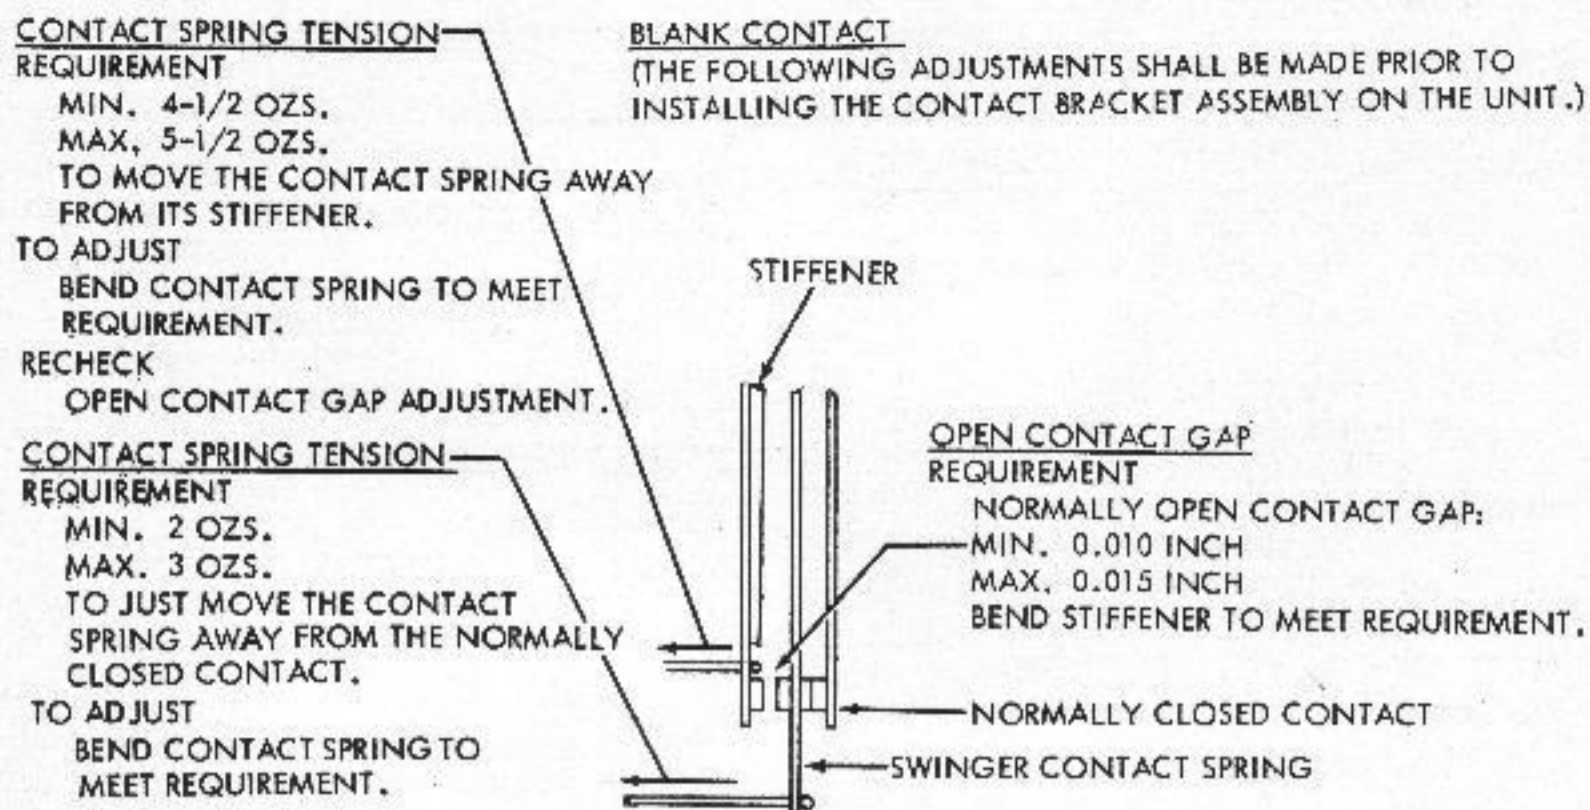 CONTACT SPRING TENSION
REQUIREMENT
MIN. 4-1/2 OZS.
MAX. 5-1/2 OZS.
TO MOVE THE CONTACT SPRING AWAY
FROM ITS STIFFENER.
TO ADJUST
BEND CONTACT SPRING TO MEET
REQUIREMENT.
RECHECK
OPEN CONTACT GAP ADJUSTMENT.
CONTACT SPRING TENSION
REQUIREMENT
MIN. 2 OZS.
MAX. 3 OZS.
TO JUST MOVE THE CONTACT
SPRING AWAY FROM THE NORMALLY
CLOSED CONTACT.
TO ADJUST
BEND CONTACT SPRING TO
MEET REQUIREMENT.
BLANK CONTACT
(THE FOLLOWING ADJUSTMENTS SHALL BE MADE PRIOR TO
INSTALLING THE CONTACT BRACKET ASSEMBLY ON THE UNIT.)
STIFFENER
OPEN CONTACT GAP
REQUIREMENT
NORMALLY OPEN CONTACT GAP:
MIN. 0.010 INCH
MAX. 0.015 INCH
BEND STIFFENER TO MEET REQUIREMENT.
NORMALLY CLOSED CONTACT
SWINGER CONTACT SPRING